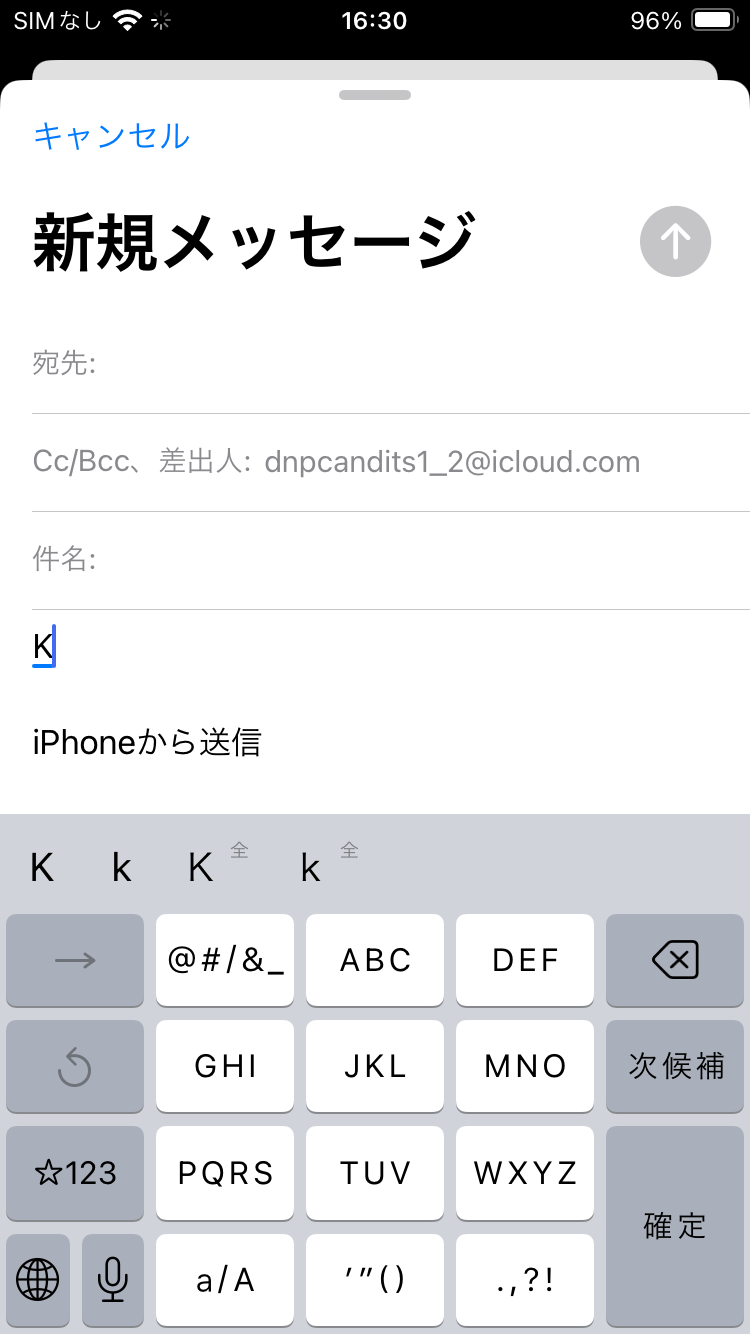 SIMなし 16:30 96%
キャンセル
新規メッセージ
宛先:
Cc/Bcc、差出人: dnpcandits1_2@icloud.com
件名:
K
iPhoneから送信
K k K 全 k 全
→ @#/&_ ABC DEF
GHI JKL MNO 次候補
☆123 PQRS TUV WXYZ
確定
a/A ′″() .,?!